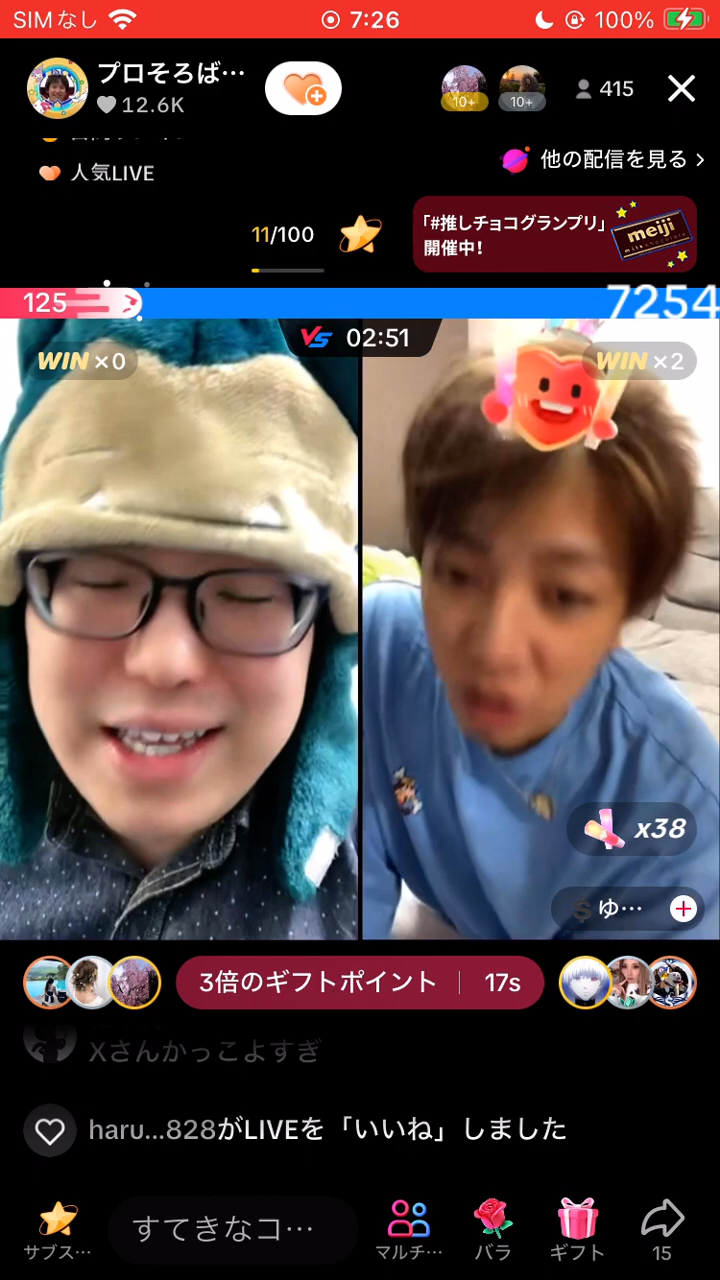 SIMなし
7:26
100%
プロそろば…
12.6K
10+
10+
415
人気LIVE
他の配信を見る
11/100
「#推しチョコグランプリ」
開催中!
meiji
125
7254
VS 02:51
WIN ×0
WIN ×2
x38
ゆ…
3倍のギフトポイント
17s
Xさんかっこよすぎ
haru...828がLIVEを「いいね」しました
すてきなコ…
サブス…
マルチ…
バラ
ギフト
15